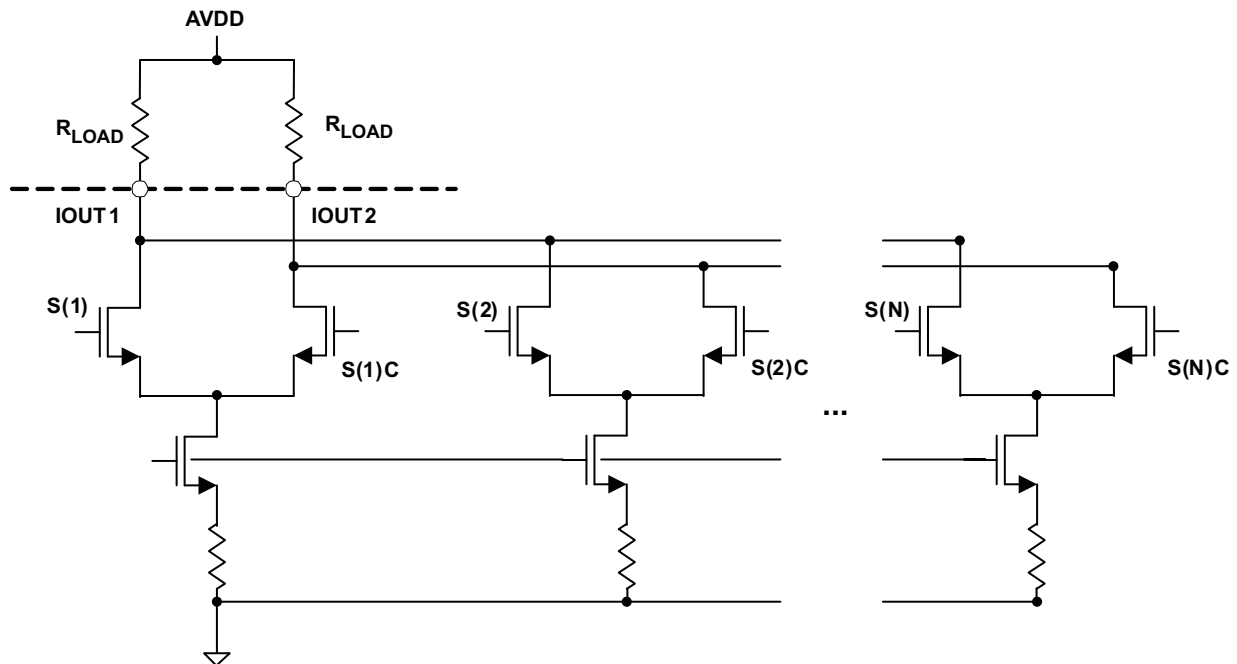 AVDD
RLOAD
RLOAD
IOUT1
IOUT2
S(1)
S(1)C
S(2)
S(2)C
...
S(N)
S(N)C